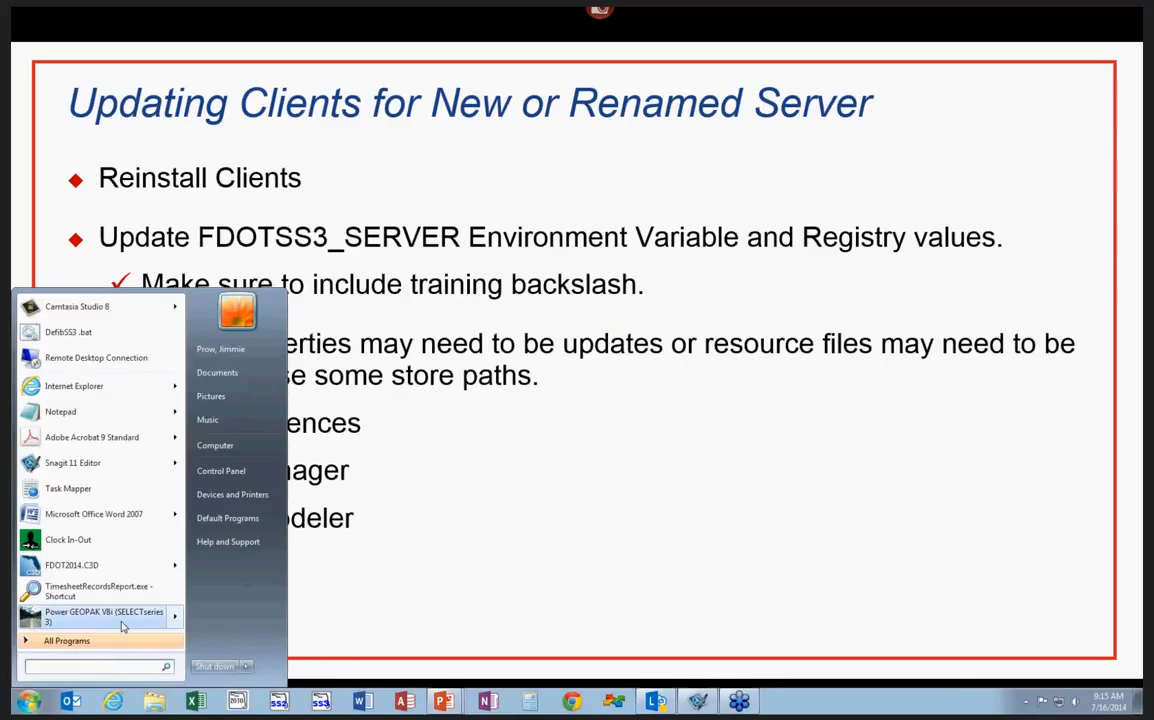 Updating Clients for New or Renamed Server
Reinstall Clients
Update FDOTSS3_SERVER Environment Variable and Registry values.
Make sure to include training backslash.
erties may need to be updates or resource files may need to be
se some store paths.
ences
nager
odeler
Camtasia Studio 8
DefibSS3 .bat
Remote Desktop Connection
Internet Explorer
Notepad
Adobe Acrobat 9 Standard
Snagit 11 Editor
Task Mapper
Microsoft Office Word 2007
Clock In-Out
FDOT2014.C3D
TimesheetRecordsReport.exe -
Shortcut
Power GEOPAK V8i (SELECTseries
3)
All Programs
Prow, Jimmie
Documents
Pictures
Music
Computer
Control Panel
Devices and Printers
Default Programs
Help and Support
Shut down
2010
SS2
SS3
9:15 AM
7/16/2014